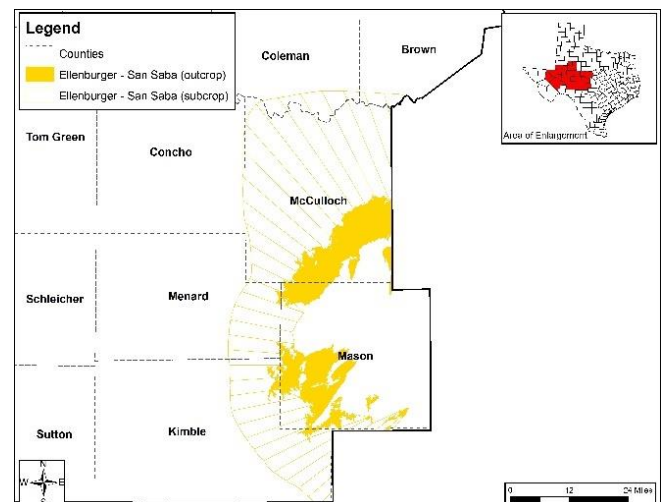 Legend
Counties
Ellenburger - San Saba (outcrop)
Ellenburger - San Saba (subcrop)
Coleman
Brown
Area of Enlargement
Tom Green
Concho
McCulloch
Schleicher
Menard
Mason
Sutton
Kimble
N
W E
S
0 12 24 Miles